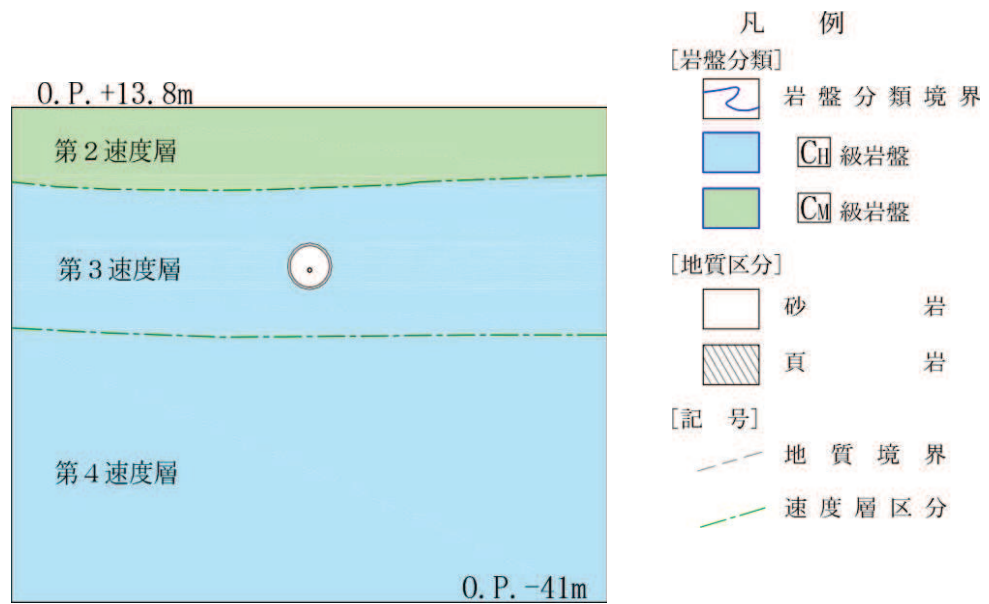 O.P.+13.8m
第2速度層
第3速度層
第4速度層
O.P.-41m
凡 例
[岩盤分類]
岩盤分類境界
CH 級岩盤
CM 級岩盤
[地質区分]
砂 岩
頁 岩
[記 号]
地質境界
速度層区分